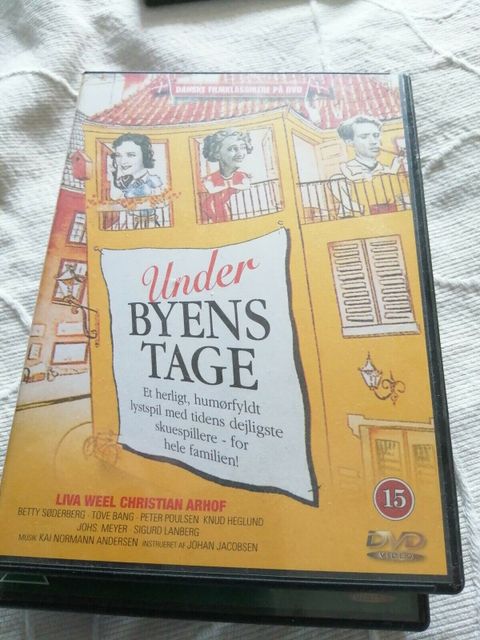 DANSKE FILMKLASSIKERE PÅ DVD
Under
BYENS
TAGE
Et herligt, humørfyldt
lystspil med tidens dejligste
skuespillere - for
hele familien!
LIVA WEEL CHRISTIAN ARHOF
BETTY SØDERBERG · TOVE BANG · PETER POULSEN KNUD HEGLUND
JOHS. MEYER SIGURD LANBERG
MUSIK: KAI NORMANN ANDERSEN INSTRUERET AF JOHAN JACOBSEN
15
DVD
VIDEO